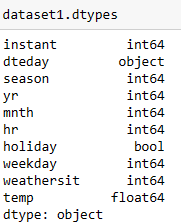 dataset1.dtypes
instant int64
dteday object
season int64
yr int64
mnth int64
hr int64
holiday bool
weekday int64
weathersit int64
temp float64
dtype: object